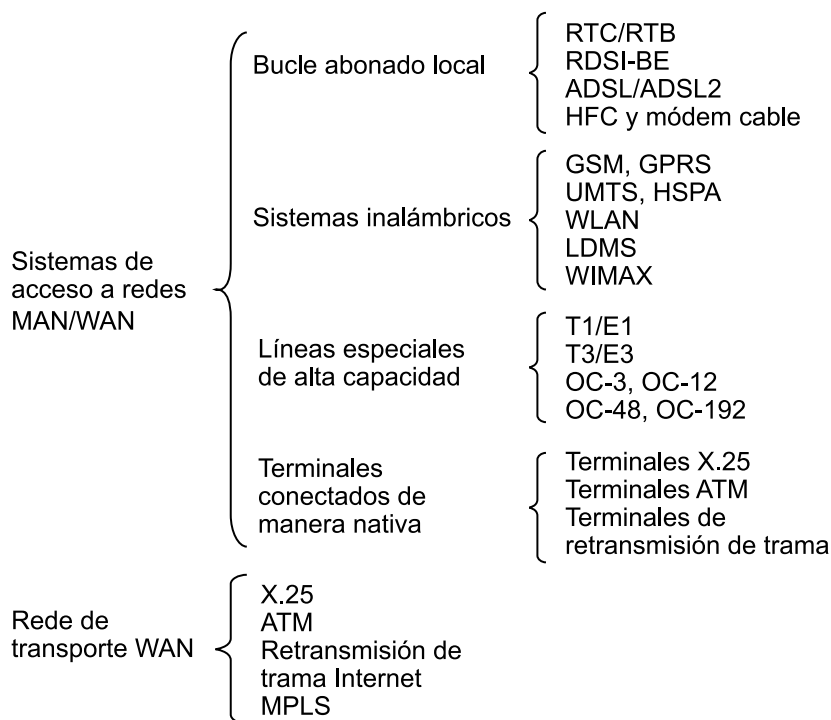 Sistemas de
acceso a redes
MAN/WAN
Bucle abonado local
RTC/RTB
RDSI-BE
ADSL/ADSL2
HFC y módem cable
Sistemas inalámbricos
GSM, GPRS
UMTS, HSPA
WLAN
LDMS
WIMAX
Líneas especiales
de alta capacidad
T1/E1
T3/E3
OC-3, OC-12
OC-48, OC-192
Terminales
conectados de
manera nativa
Terminales X.25
Terminales ATM
Terminales de
retransmisión de trama
Rede de
transporte WAN
X.25
ATM
Retransmisión de
trama Internet
MPLS